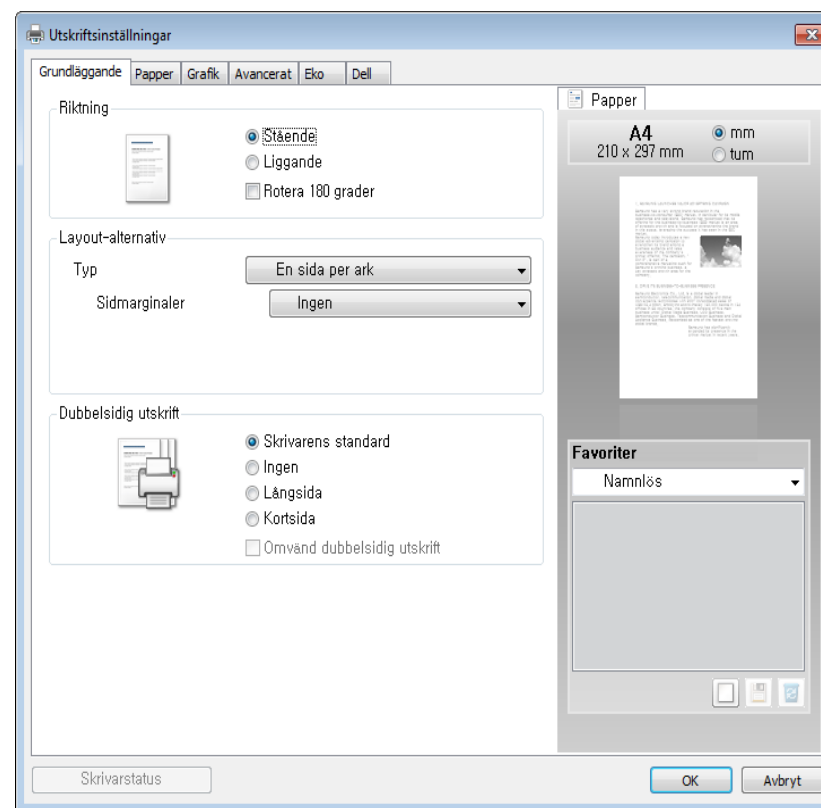 Utskriftsinställningar
Grundläggande Papper Grafik Avancerat Eko Dell
Riktning
Stående
Liggande
Rotera 180 grader
Layout-alternativ
Typ En sida per ark
Sidmarginaler Ingen
Dubbelsidig utskrift
Skrivarens standard
Ingen
Långsida
Kortsida
Omvänd dubbelsidig utskrift
Papper
A4 mm
210 x 297 mm tum
Favoriter
Namnlös
Skrivarstatus OK Avbryt